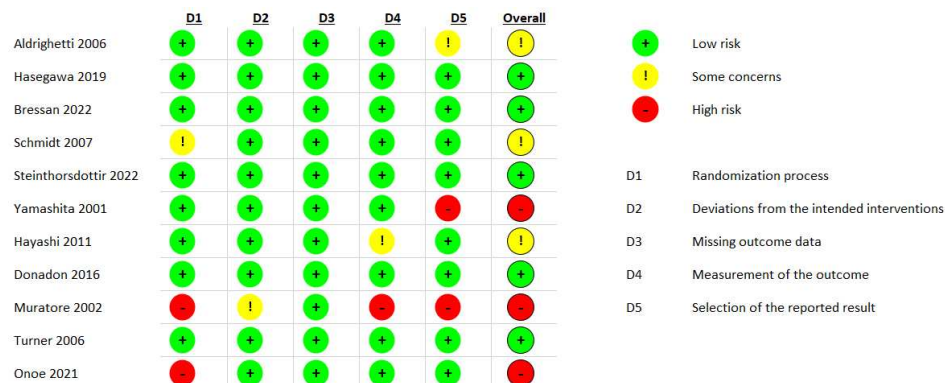 D1 D2 D3 D4 D5 Overall
Aldrighetti 2006 + + + + ! ! + Low risk
Hasegawa 2019 + + + + + + ! Some concerns
Bressan 2022 + + + + + + - High risk
Schmidt 2007 ! + + + + !
Steinthorsdottir 2022 + + + + + + D1 Randomization process
Yamashita 2001 + + + + - - D2 Deviations from the intended interventions
Hayashi 2011 + + + ! + ! D3 Missing outcome data
Donadon 2016 + + + + + + D4 Measurement of the outcome
Muratore 2002 - ! + - - - D5 Selection of the reported result
Turner 2006 + + + + + +
Onoe 2021 - + + + + -